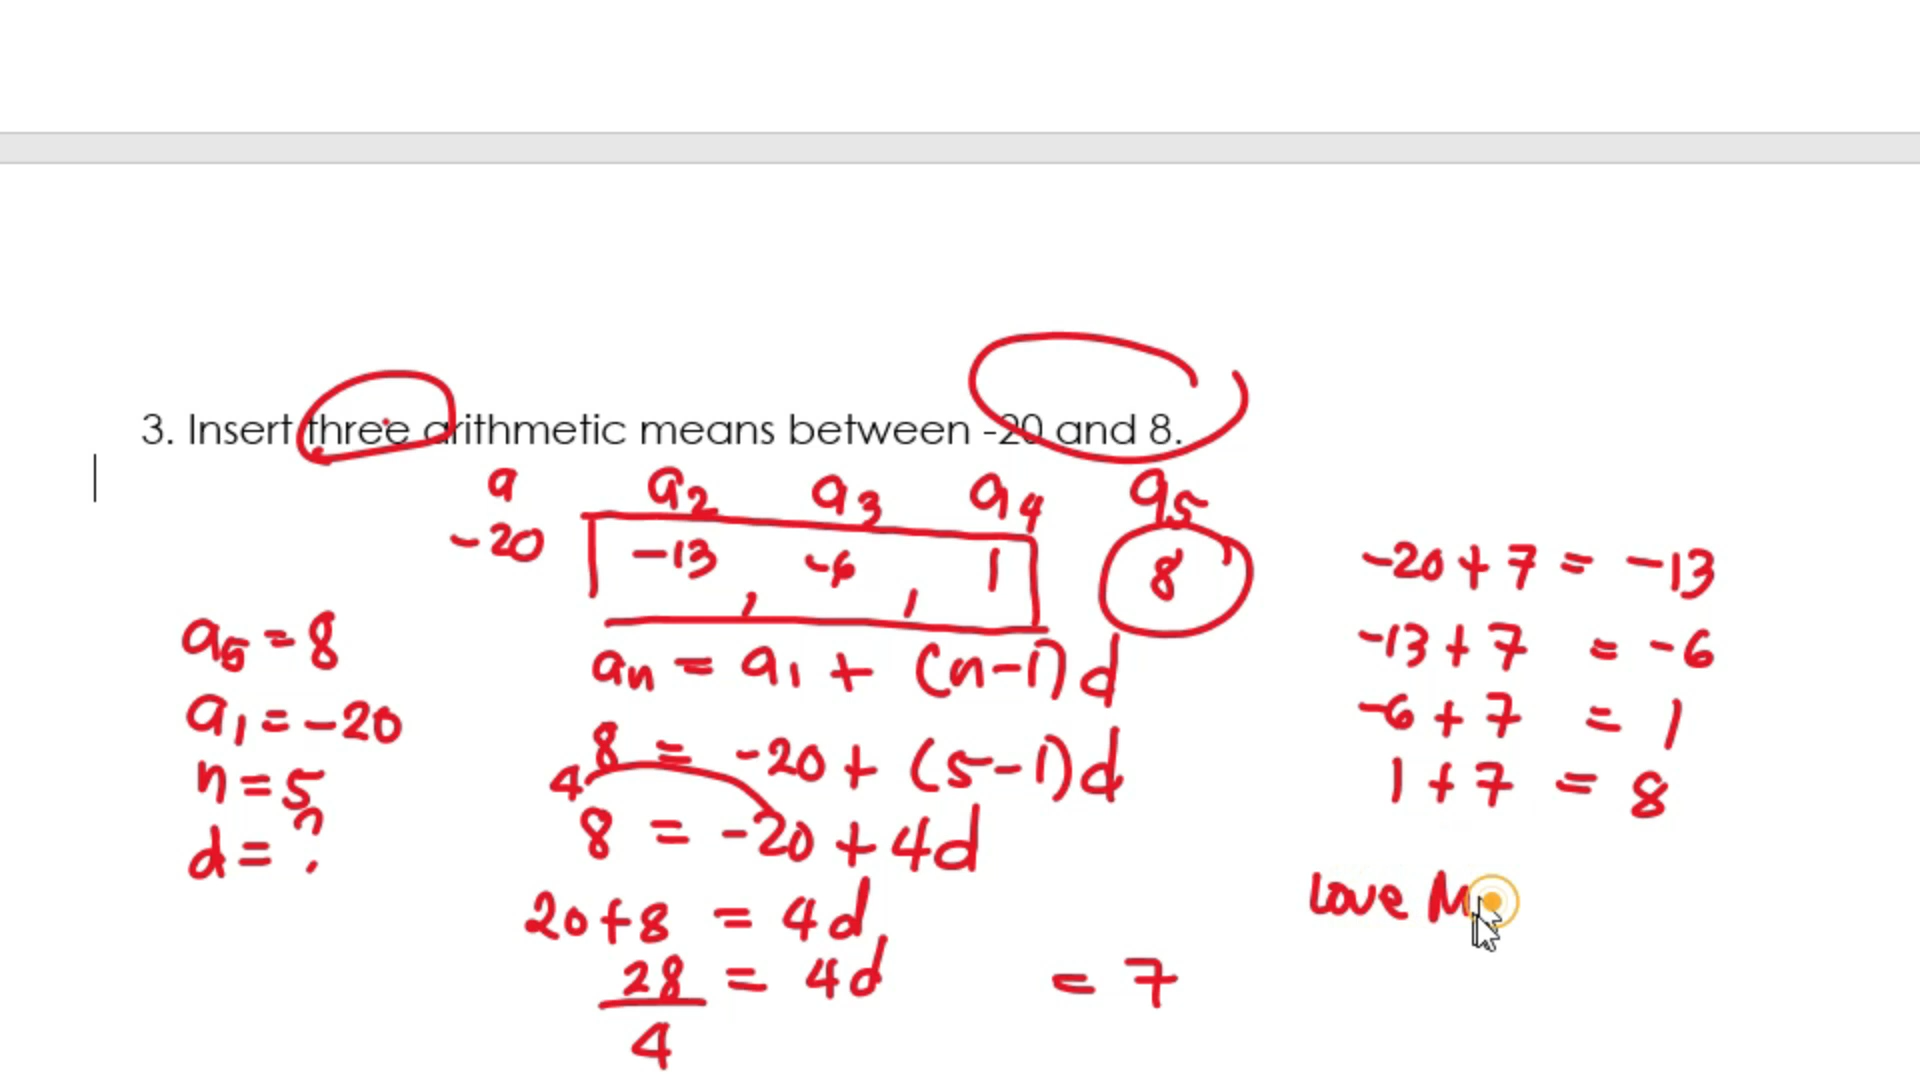 3. Insert three arithmetic means between -20 and 8.
a a2 a3 a4 a5
-20 -13 , -6 , 1 8
a5 = 8
a1 = -20
n = 5
d = ?
an = a1 + (n-1)d
8 = -20 + (5-1)d
4
8 = -20 + 4d
20+8 = 4d
28 = 4d = 7
4
-20 + 7 = -13
-13 + 7 = -6
-6 + 7 = 1
1 + 7 = 8
Love M